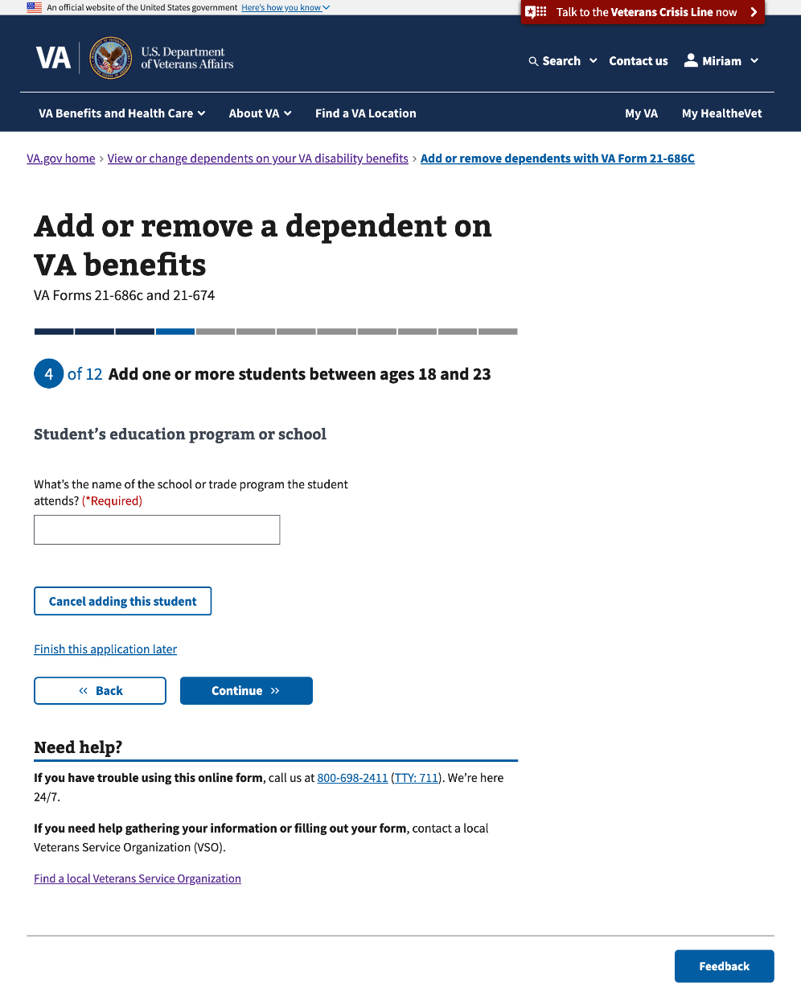 An official website of the United States government Here's how you know
Talk to the Veterans Crisis Line now
VA
U.S. Department
of Veterans Affairs
Search
Contact us
Miriam
VA Benefits and Health Care
About VA
Find a VA Location
My VA
My HealtheVet
VA.gov home › View or change dependents on your VA disability benefits › Add or remove dependents with VA Form 21-686C
Add or remove a dependent on
VA benefits
VA Forms 21-686c and 21-674
4 of 12 Add one or more students between ages 18 and 23
Student’s education program or school
What’s the name of the school or trade program the student
attends? (*Required)
Cancel adding this student
Finish this application later
« Back
Continue »
Need help?
If you have trouble using this online form, call us at 800-698-2411 (TTY: 711). We’re here
24/7.
If you need help gathering your information or filling out your form, contact a local
Veterans Service Organization (VSO).
Find a local Veterans Service Organization
Feedback